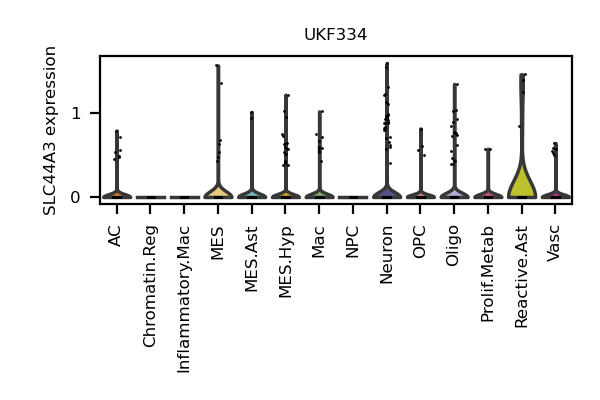 UKF334
SLC44A3 expression
1
0
AC
Chromatin.Reg
Inflammatory.Mac
MES
MES.Ast
MES.Hyp
Mac
NPC
Neuron
OPC
Oligo
Prolif.Metab
Reactive.Ast
Vasc